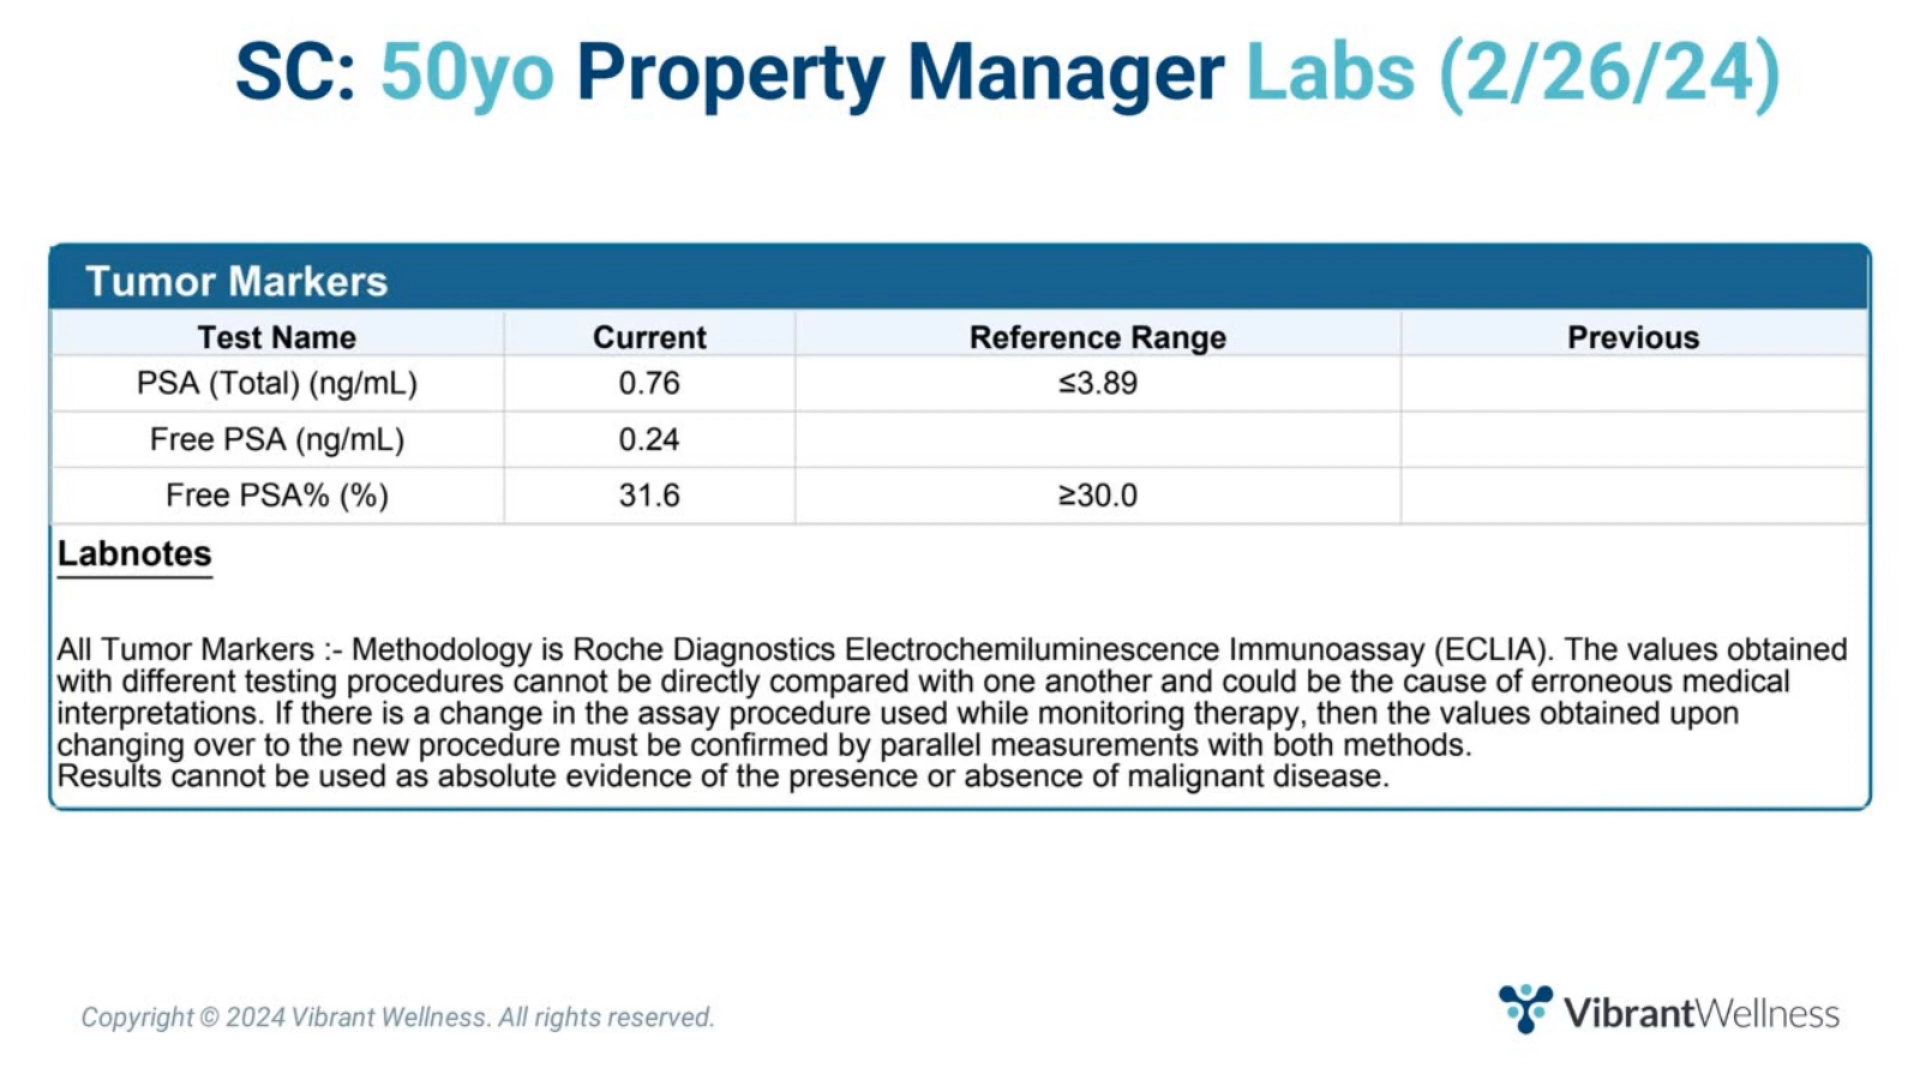 SC: 50yo Property Manager Labs (2/26/24)
Tumor Markers
Test Name Current Reference Range Previous
PSA (Total) (ng/mL) 0.76 ≤3.89
Free PSA (ng/mL) 0.24
Free PSA% (%) 31.6 ≥30.0
Labnotes
All Tumor Markers :- Methodology is Roche Diagnostics Electrochemiluminescence Immunoassay (ECLIA). The values obtained
with different testing procedures cannot be directly compared with one another and could be the cause of erroneous medical
interpretations. If there is a change in the assay procedure used while monitoring therapy, then the values obtained upon
changing over to the new procedure must be confirmed by parallel measurements with both methods.
Results cannot be used as absolute evidence of the presence or absence of malignant disease.
Copyright © 2024 Vibrant Wellness. All rights reserved.
VibrantWellness